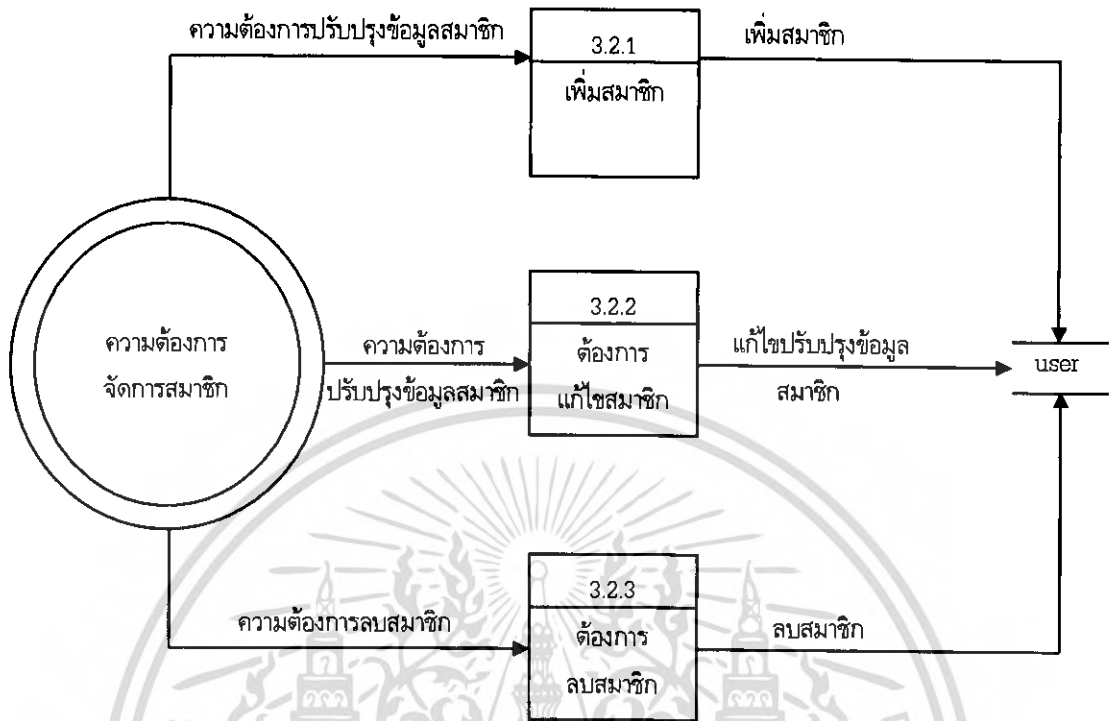 ความต้องการปรับปรุงข้อมูลสมาชิก
3.2.1
เพิ่มสมาชิก
เพิ่มสมาชิก
ความต้องการ
จัดการสมาชิก
ความต้องการ
ปรับปรุงข้อมูลสมาชิก
3.2.2
ต้องการ
แก้ไขสมาชิก
แก้ไขปรับปรุงข้อมูล
สมาชิก
user
ความต้องการลบสมาชิก
3.2.3
ต้องการ
ลบสมาชิก
ลบสมาชิก